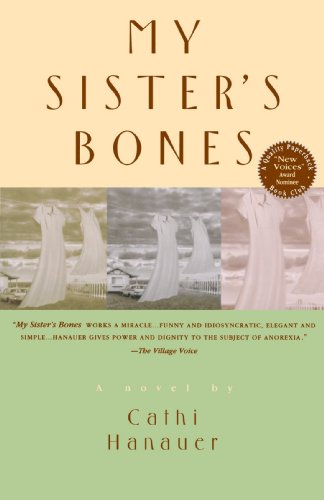 MY
SISTER'S
BONES
A Quality Paperback
"New
Voices"
Award
Nominee
Book Club
"My Sister's Bones WORKS A MIRACLE...FUNNY AND IDIOSYNCRATIC, ELEGANT AND
SIMPLE...HANAUER GIVES POWER AND DIGNITY TO THE SUBJECT OF ANOREXIA."
—The Village Voice
A novel by
Cathi
Hanauer